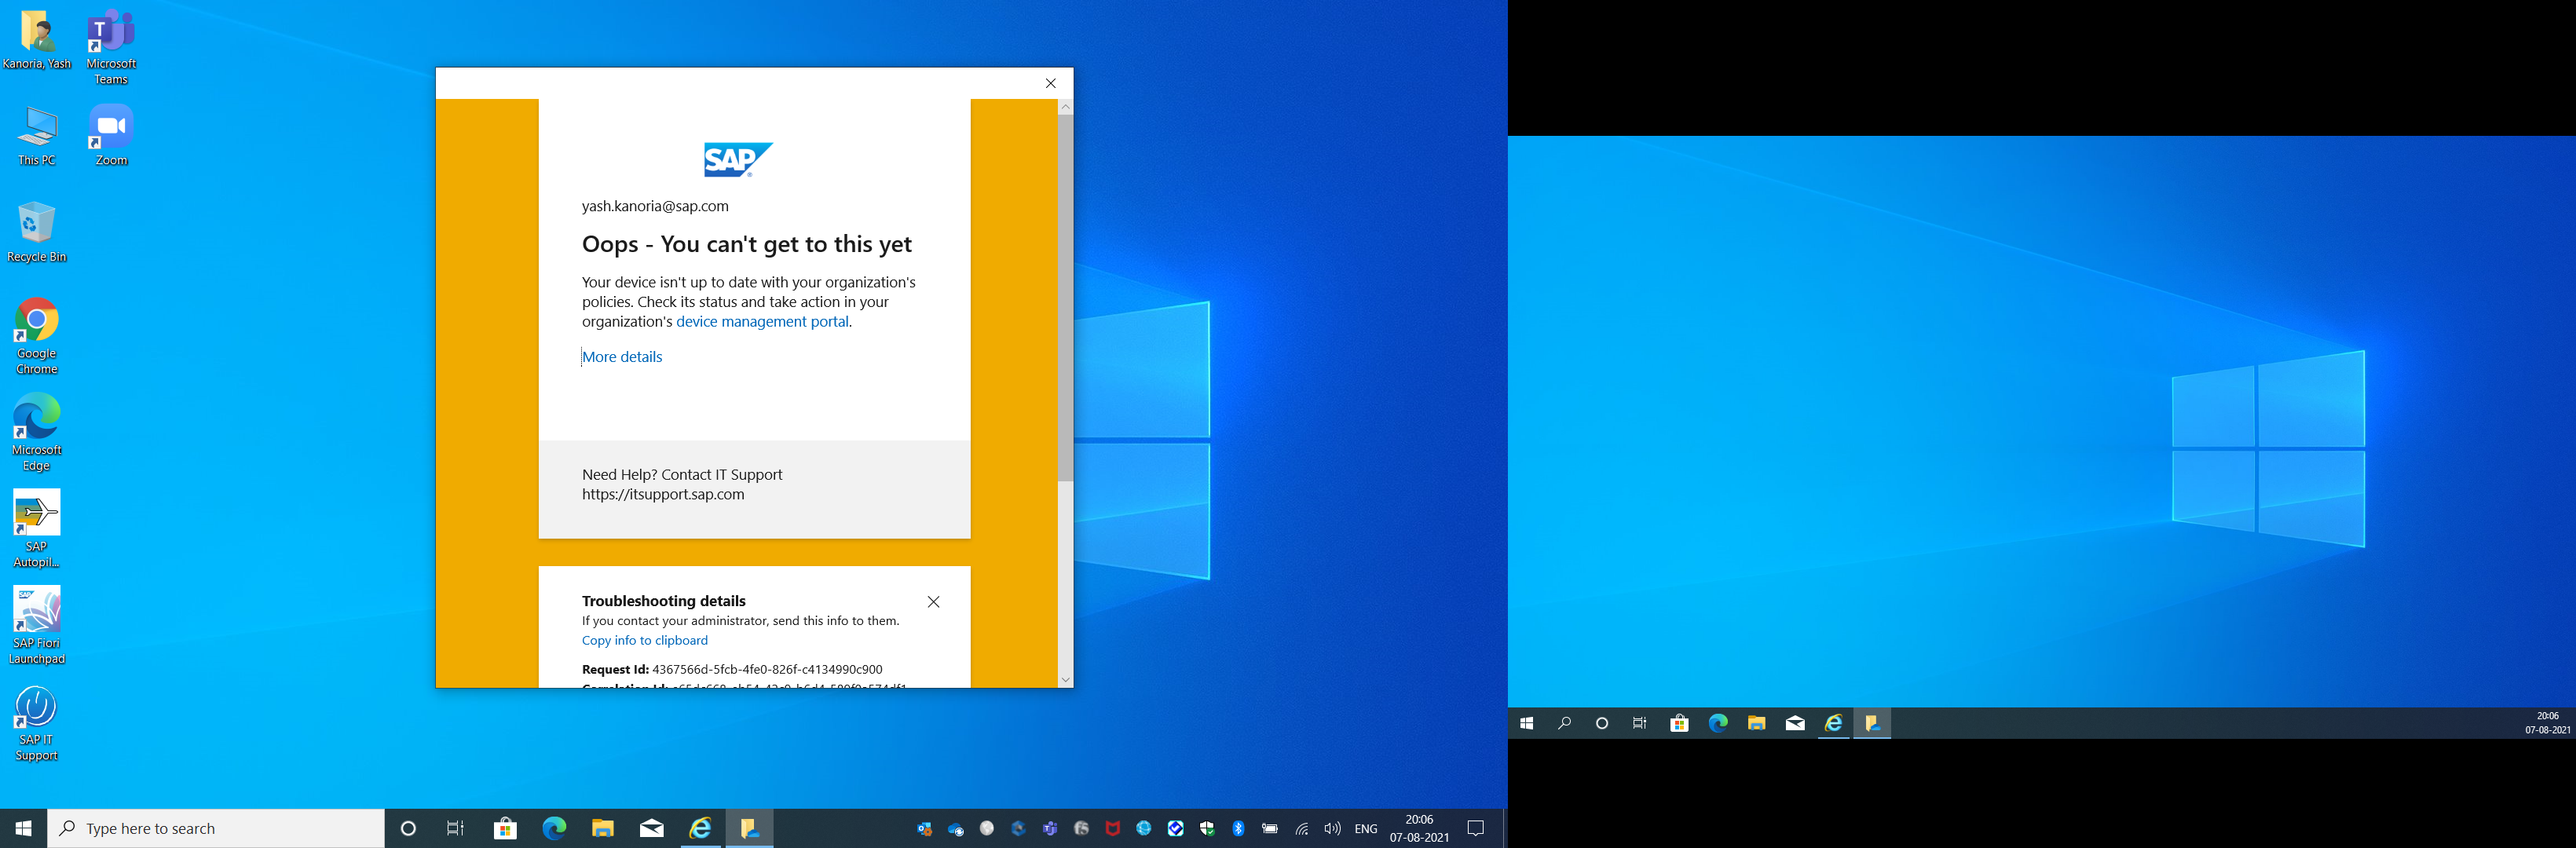 Kanoria, Yash
Microsoft
Teams
This PC
Zoom
Recycle Bin
Google
Chrome
Microsoft
Edge
SAP
Autopil...
SAP Fiori
Launchpad
SAP IT
Support
SAP
yash.kanoria@sap.com
Oops - You can't get to this yet
Your device isn't up to date with your organization's
policies. Check its status and take action in your
organization's device management portal.
More details
Need Help? Contact IT Support
https://itsupport.sap.com
Troubleshooting details
If you contact your administrator, send this info to them.
Copy info to clipboard
Request Id: 4367566d-5fcb-4fe0-826f-c4134990c900
Correlation Id:
Type here to search
ENG
20:06
07-08-2021
20:06
07-08-2021